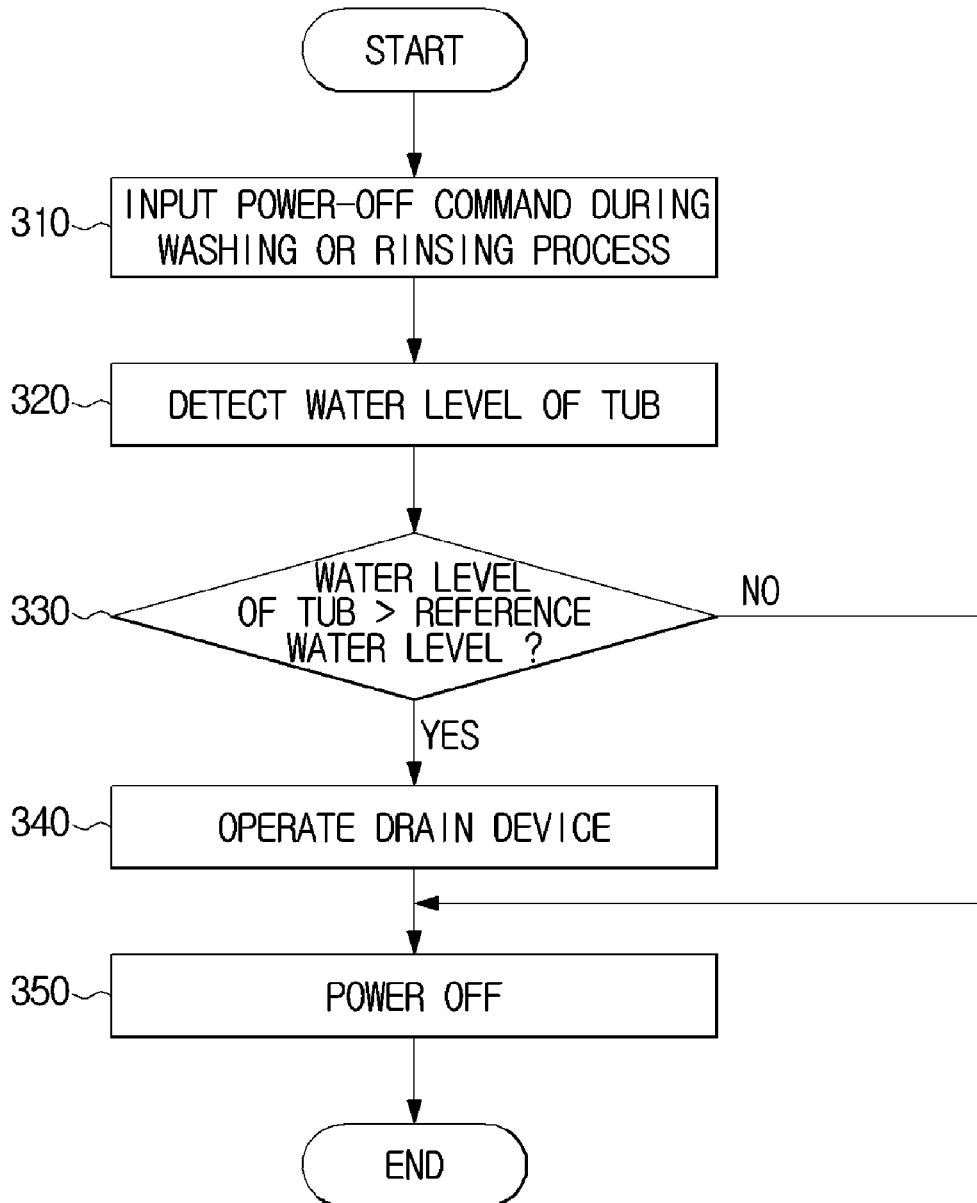 START
310
INPUT POWER-OFF COMMAND DURING
WASHING OR RINSING PROCESS
320
DETECT WATER LEVEL OF TUB
330
WATER LEVEL
OF TUB > REFERENCE
WATER LEVEL ?
NO
YES
340
OPERATE DRAIN DEVICE
350
POWER OFF
END